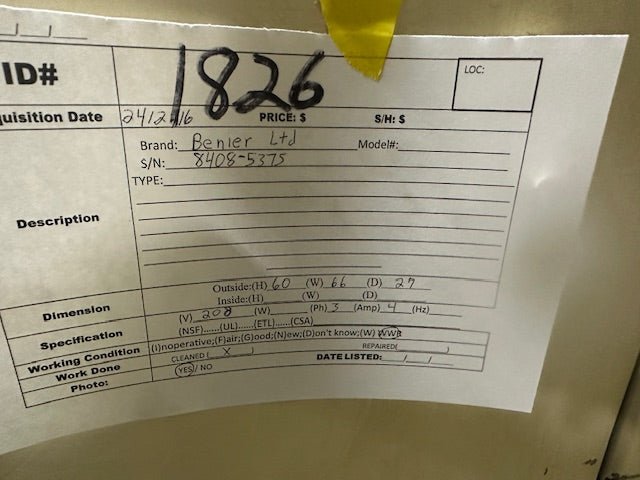 ID# 1826 LOC:
quisition Date 241216 PRICE: $ S/H: $
Brand: Benier Ltd Model#:
S/N: 8408-5375
TYPE:
Description
Dimension Outside:(H) 60 (W) 66 (D) 27
Inside:(H) (W) (D)
Specification (V) 208 (W) (Ph) 3 (Amp) 4 (Hz)
(NSF)......(UL)......(ETL)......(CSA)
Working Condition (I)noperative;(F)air;(G)ood;(N)ew;(D)on't know;(W)
Work Done CLEANED ( X ) REPAIRED( )
Photo: (YES)/ NO DATE LISTED: / /